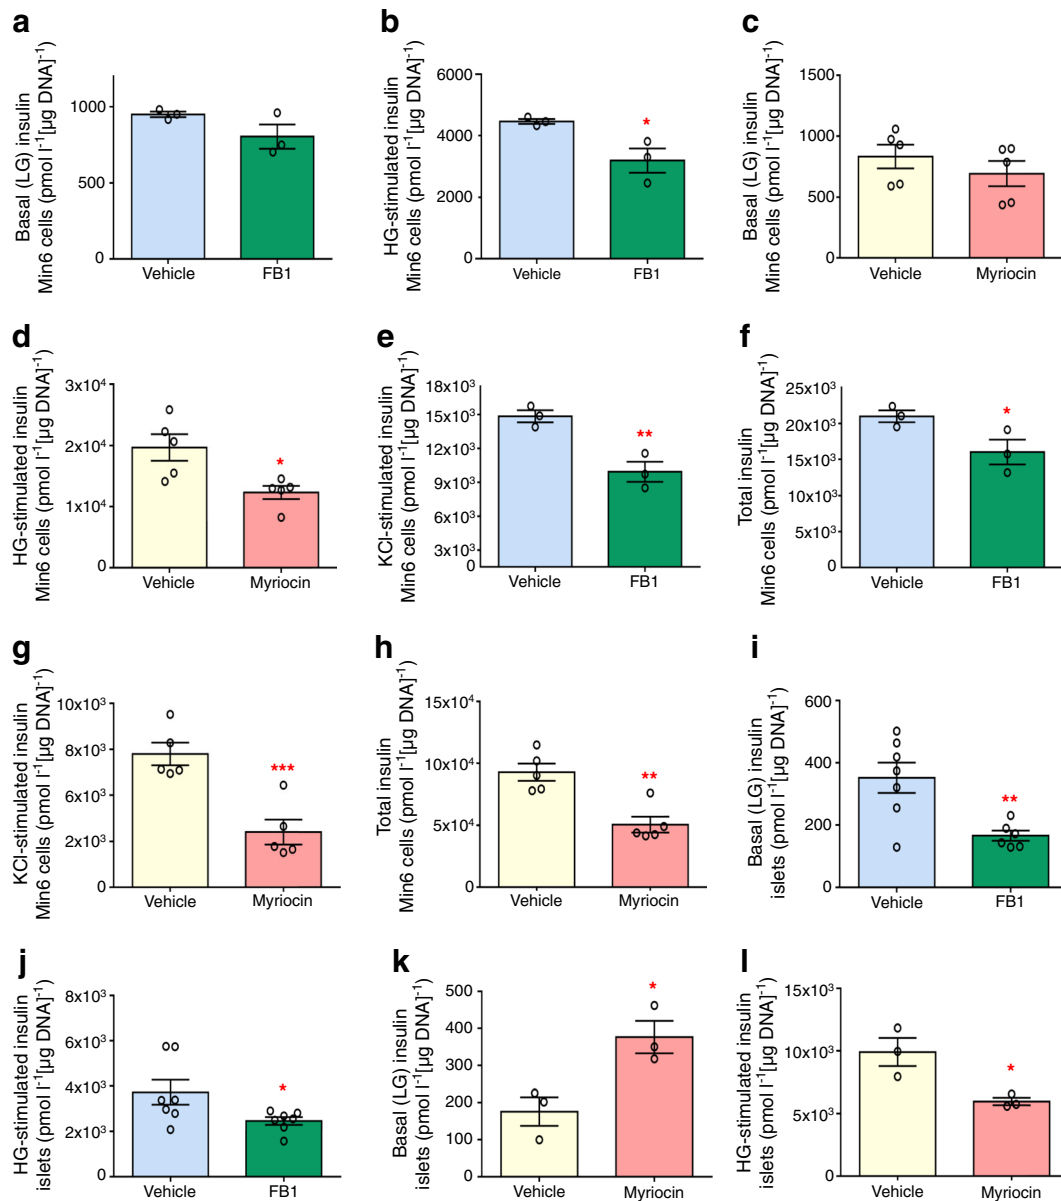 a
Basal (LG) insulin
Min6 cells (pmol l⁻¹[µg DNA]⁻¹)
1000
500
0
Vehicle
FB1
b
HG-stimulated insulin
Min6 cells (pmol l⁻¹[µg DNA]⁻¹)
6000
4000
2000
0
*
Vehicle
FB1
c
Basal (LG) insulin
Min6 cells (pmol l⁻¹[µg DNA]⁻¹)
1500
1000
500
0
Vehicle
Myriocin
d
HG-stimulated insulin
Min6 cells (pmol l⁻¹[µg DNA]⁻¹)
3x10⁴
2x10⁴
1x10⁴
0
*
Vehicle
Myriocin
e
KCl-stimulated insulin
Min6 cells (pmol l⁻¹[µg DNA]⁻¹)
18x10³
15x10³
12x10³
9x10³
6x10³
3x10³
**
Vehicle
FB1
f
Total insulin
Min6 cells (pmol l⁻¹[µg DNA]⁻¹)
25x10³
20x10³
15x10³
10x10³
5x10³
0
*
Vehicle
FB1
g
KCl-stimulated insulin
Min6 cells (pmol l⁻¹[µg DNA]⁻¹)
10x10³
8x10³
6x10³
4x10³
2x10³
0
***
Vehicle
Myriocin
h
Total insulin
Min6 cells (pmol l⁻¹[µg DNA]⁻¹)
15x10⁴
10x10⁴
5x10⁴
0
**
Vehicle
Myriocin
i
Basal (LG) insulin
islets (pmol l⁻¹[µg DNA]⁻¹)
600
400
200
0
**
Vehicle
FB1
j
HG-stimulated insulin
islets (pmol l⁻¹[µg DNA]⁻¹)
8x10³
6x10³
4x10³
2x10³
0
*
Vehicle
FB1
k
Basal (LG) insulin
islets (pmol l⁻¹[µg DNA]⁻¹)
500
400
300
200
100
0
*
Vehicle
Myriocin
l
HG-stimulated insulin
islets (pmol l⁻¹[µg DNA]⁻¹)
15x10³
10x10³
5x10³
0
*
Vehicle
Myriocin